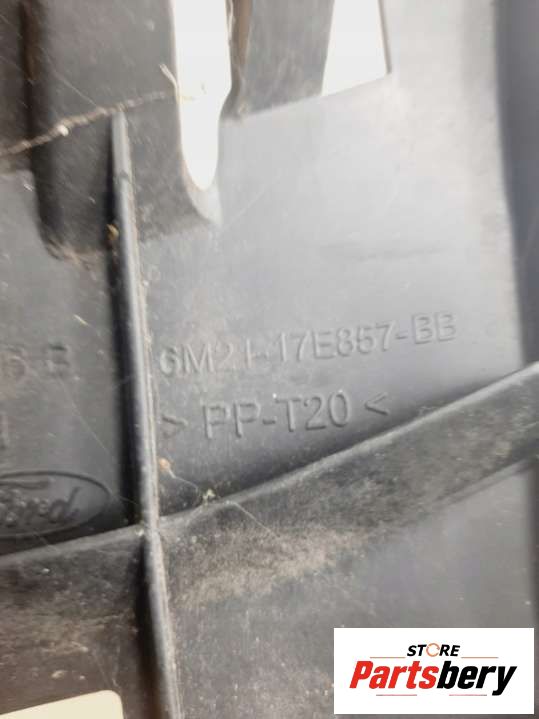 6M21-17E857-BB
> PP-T20 <
Ford
STORE
Partsbery